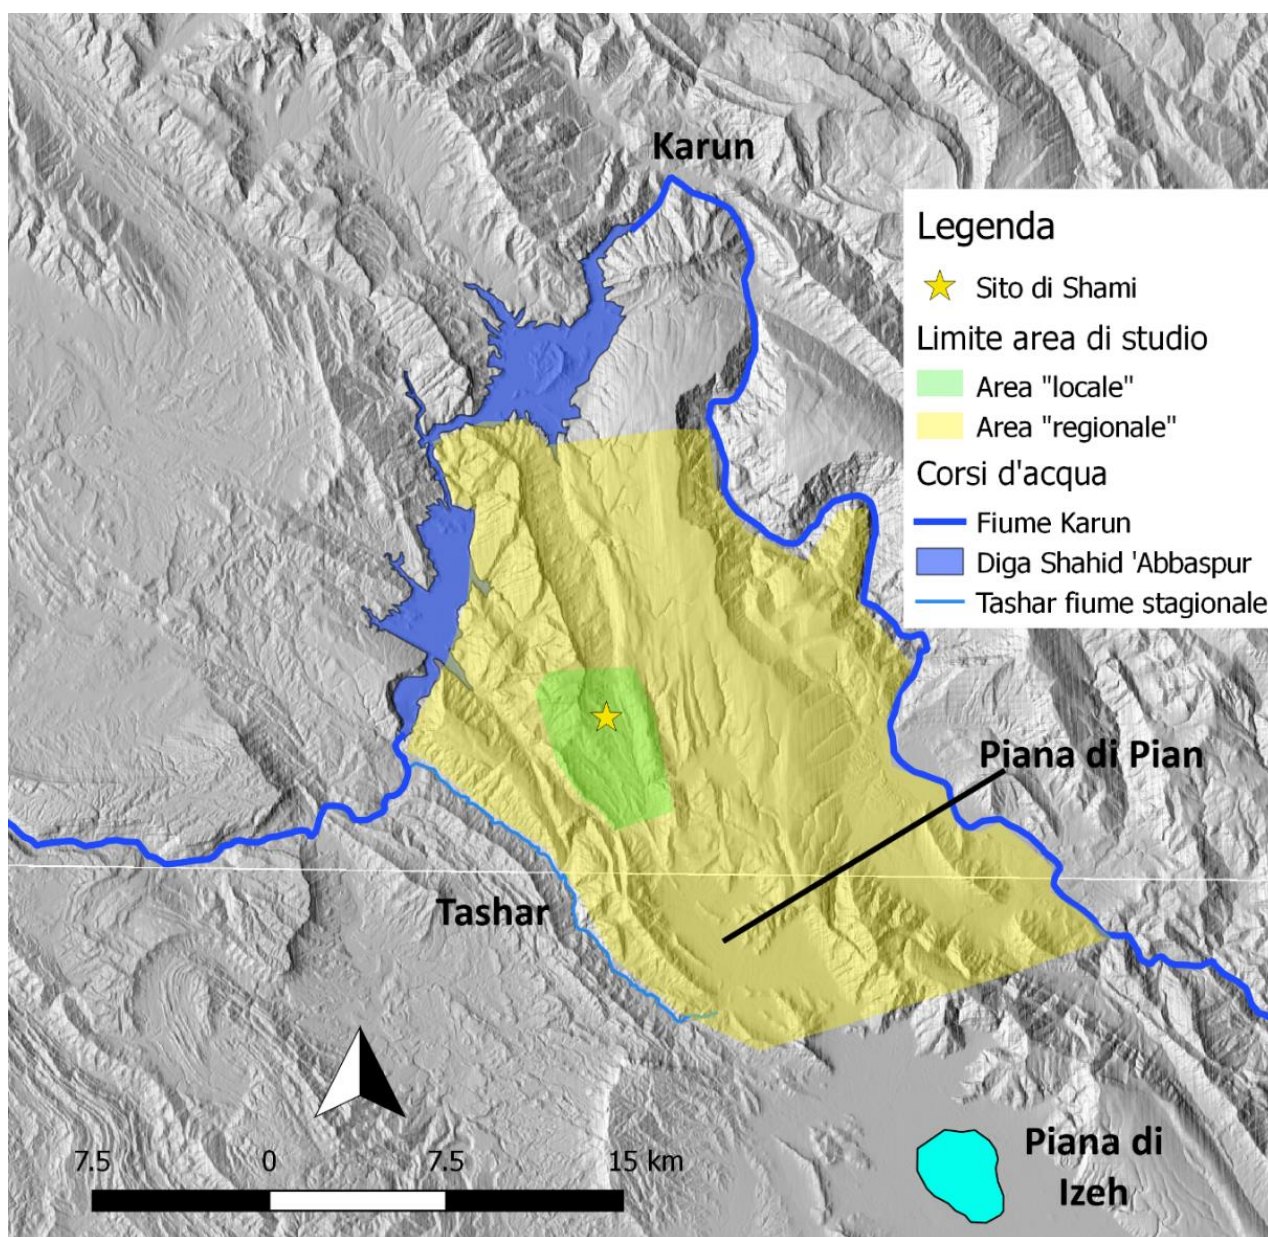 Karun
Legenda
Sito di Shami
Limite area di studio
Area "locale"
Area "regionale"
Corsi d'acqua
Fiume Karun
Diga Shahid 'Abbaspur
Tashar fiume stagionale
Piana di Pian
Tashar
Piana di
Izeh
7.5 0 7.5 15 km